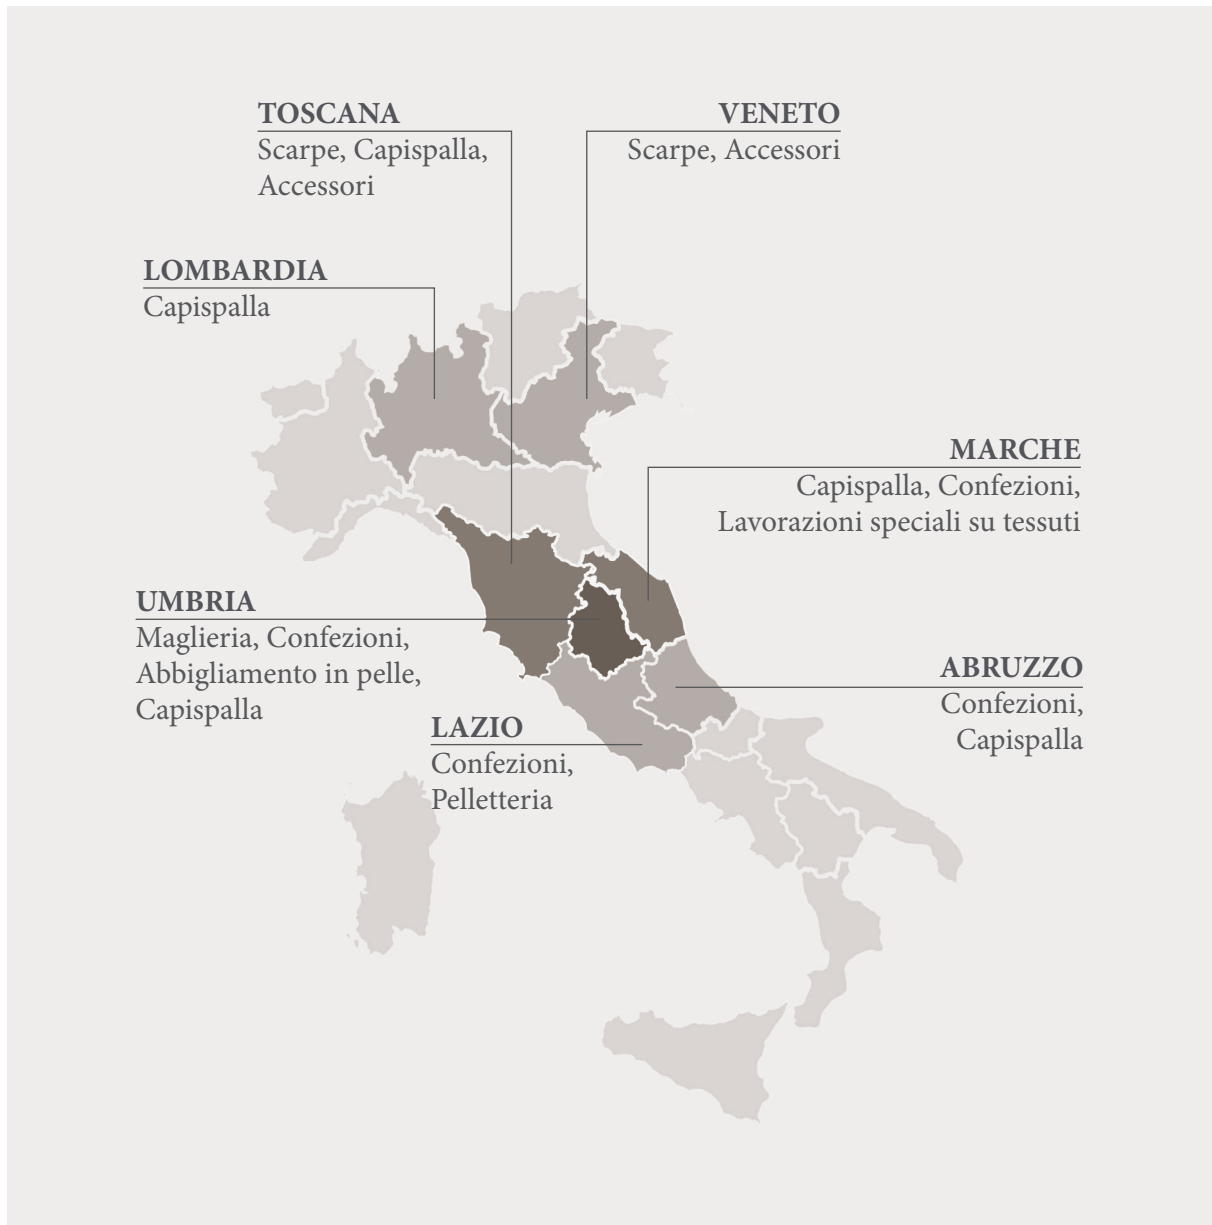 TOSCANA
Scarpe, Capispalla,
Accessori
VENETO
Scarpe, Accessori
LOMBARDIA
Capispalla
MARCHE
Capispalla, Confezioni,
Lavorazioni speciali su tessuti
UMBRIA
Maglieria, Confezioni,
Abbigliamento in pelle,
Capispalla
ABRUZZO
Confezioni,
Capispalla
LAZIO
Confezioni,
Pelletteria